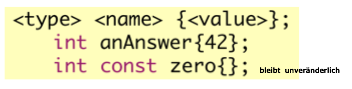 <type> <name> {<value>};
int anAnswer{42};
int const zero{}; bleibt unveränderlich